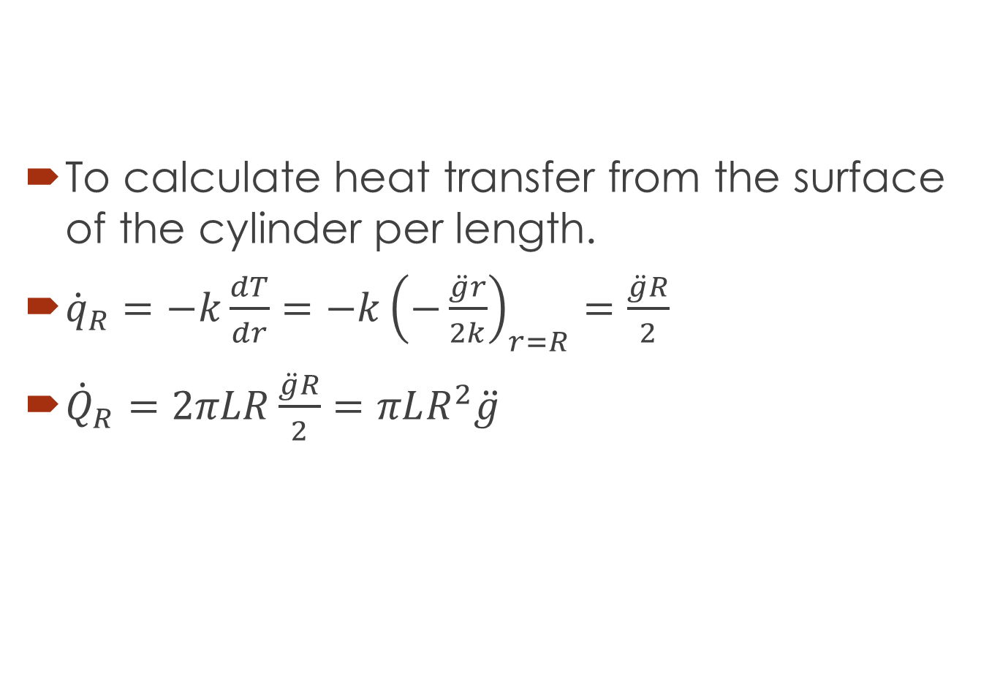 To calculate heat transfer from the surface
of the cylinder per length.
q̇_R = −k dT/dr = −k (−g̈r/2k)_{r=R} = g̈R/2
Q̇_R = 2πLR g̈R/2 = πLR² g̈